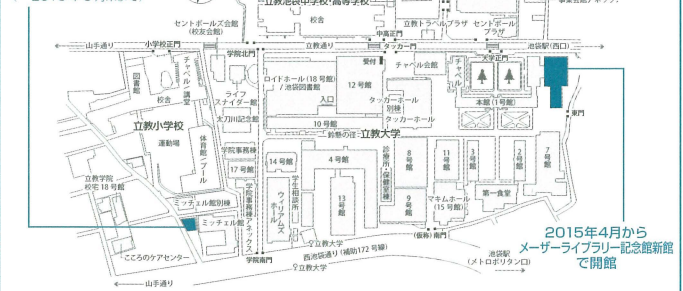 立教池袋中学校・高等学校
セントポールズ会館
(校友会館)
校舎
立教トラベルプラザ
セントポール
プラザ
中高正門
山手通り
小学校正門
学院北門
立教通り
タッカー門
大学正門
池袋駅(西口)
図書館
校舎
チャペル/講堂
ライフ
スナイダー館
太刀川記念館
ロイドホール(18号館)
/池袋図書館
受付
12号館
入口
チャペル会館
タッカーホール
別棟
タッカーホール
チャペル
本館(1号館)
東門
10号館
鈴懸の径
立教大学
立教小学校
運動場
体育館/プール
学院事務棟
17号館
14号館
4号館
診療所・保健室棟
8号館
11号館
3号館
2号館
7号館
立教学院
校宅18号館
学院事務棟アネックス
学生相談所
ウィリアムズ
ホール
13号館
9号館
マキムホール
(15号館)
第一食堂
ミッチェル館別棟
ミッチェル館
こころのケアセンター
学院南門
立教大学
西池袋通り(補助172号線)
立教大学
(仮称)南門
池袋駅
(メトロポリタン口)
山手通り
2015年4月から
メーザーライブラリー記念館新館
で開館